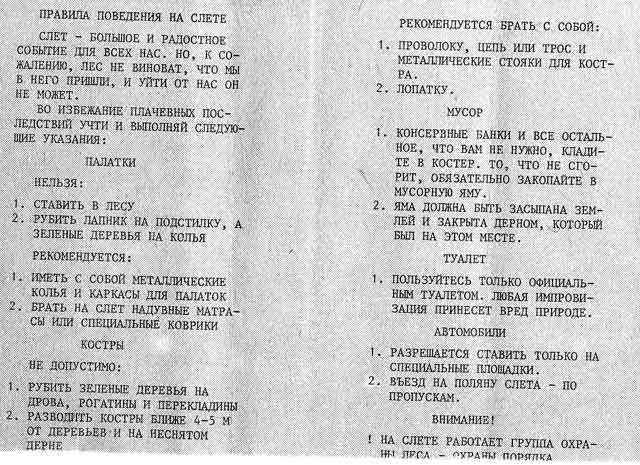 ПРАВИЛА ПОВЕДЕНИЯ НА СЛЕТЕ
СЛЕТ - БОЛЬШОЕ И РАДОСТНОЕ
СОБЫТИЕ ДЛЯ ВСЕХ НАС. НО, К СО-
ЖАЛЕНИЮ, ЛЕС НЕ ВИНОВАТ, ЧТО МЫ
В НЕГО ПРИШЛИ, И УЙТИ ОТ НАС ОН
НЕ МОЖЕТ.
ВО ИЗБЕЖАНИЕ ПЛАЧЕВНЫХ ПОС-
ЛЕДСТВИЙ УЧТИ И ВЫПОЛНЯЙ СЛЕДУЮ-
ЩИЕ УКАЗАНИЯ:
ПАЛАТКИ
НЕЛЬЗЯ:
1. СТАВИТЬ В ЛЕСУ
2. РУБИТЬ ЛАПНИК НА ПОДСТИЛКУ, А
ЗЕЛЕНЫЕ ДЕРЕВЬЯ НА КОЛЬЯ
РЕКОМЕНДУЕТСЯ:
1. ИМЕТЬ С СОБОЙ МЕТАЛЛИЧЕСКИЕ
КОЛЬЯ И КАРКАСЫ ДЛЯ ПАЛАТОК
2. БРАТЬ НА СЛЕТ НАДУВНЫЕ МАТРА-
СЫ ИЛИ СПЕЦИАЛЬНЫЕ КОВРИКИ
КОСТРЫ
НЕ ДОПУСТИМО:
1. РУБИТЬ ЗЕЛЕНЫЕ ДЕРЕВЬЯ НА
ДРОВА, РОГАТИНЫ И ПЕРЕКЛАДИНЫ
2. РАЗВОДИТЬ КОСТРЫ БЛИЖЕ 4-5 М
ОТ ДЕРЕВЬЕВ И НА НЕСНЯТОМ
ДЕРНЕ
РЕКОМЕНДУЕТСЯ БРАТЬ С СОБОЙ:
1. ПРОВОЛОКУ, ЦЕПЬ ИЛИ ТРОС И
МЕТАЛЛИЧЕСКИЕ СТОЯКИ ДЛЯ КОСТ-
РА.
2. ЛОПАТКУ.
МУСОР
1. КОНСЕРВНЫЕ БАНКИ И ВСЕ ОСТАЛЬ-
НОЕ, ЧТО ВАМ НЕ НУЖНО, КЛАДИ-
ТЕ В КОСТЕР. ТО, ЧТО НЕ СГО-
РИТ, ОБЯЗАТЕЛЬНО ЗАКОПАЙТЕ В
МУСОРНУЮ ЯМУ.
2. ЯМА ДОЛЖНА БЫТЬ ЗАСЫПАНА ЗЕМ-
ЛЕЙ И ЗАКРЫТА ДЕРНОМ, КОТОРЫЙ
БЫЛ НА ЭТОМ МЕСТЕ.
ТУАЛЕТ
1. ПОЛЬЗУЙТЕСЬ ТОЛЬКО ОФИЦИАЛЬ-
НЫМ ТУАЛЕТОМ. ЛЮБАЯ ИМПРОВИ-
ЗАЦИЯ ПРИНЕСЕТ ВРЕД ПРИРОДЕ.
АВТОМОБИЛИ
1. РАЗРЕШАЕТСЯ СТАВИТЬ ТОЛЬКО НА
СПЕЦИАЛЬНЫЕ ПЛОЩАДКИ.
2. ВЪЕЗД НА ПОЛЯНУ СЛЕТА - ПО
ПРОПУСКАМ.
ВНИМАНИЕ!
! НА СЛЕТЕ РАБОТАЕТ ГРУППА ОХРА-
НЫ ЛЕСА - ОХРАНЫ ПОРЯДКА